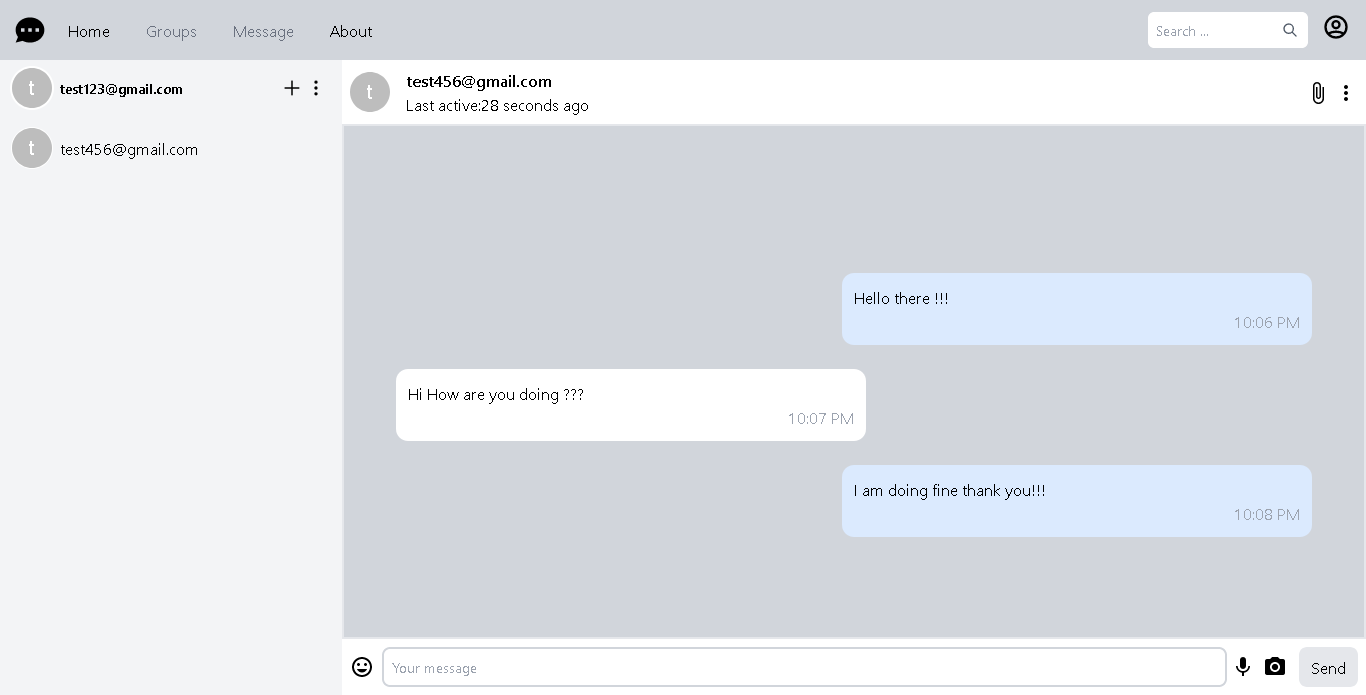 Home Groups Message About Search ...
t test123@gmail.com
t test456@gmail.com
t test456@gmail.com
Last active:28 seconds ago
Hello there !!!
10:06 PM
Hi How are you doing ???
10:07 PM
I am doing fine thank you!!!
10:08 PM
Your message Send